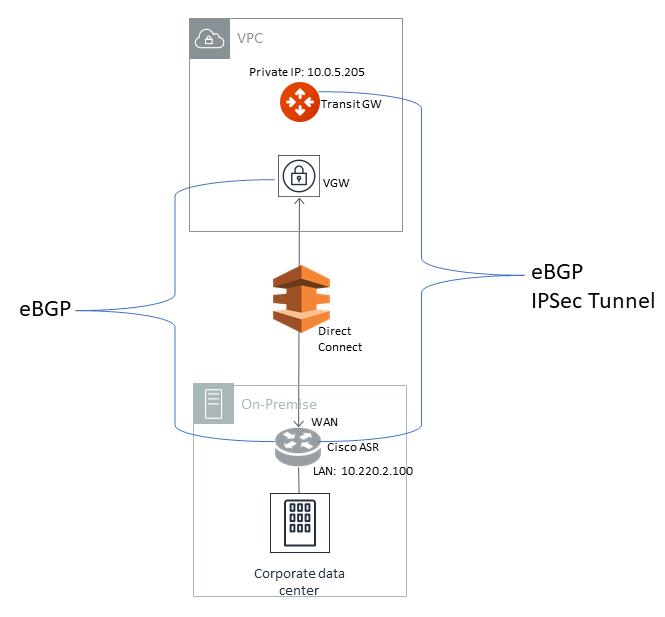 VPC
Private IP: 10.0.5.205
Transit GW
VGW
eBGP
IPSec Tunnel
eBGP
Direct
Connect
On-Premise
WAN
Cisco ASR
LAN: 10.220.2.100
Corporate data
center